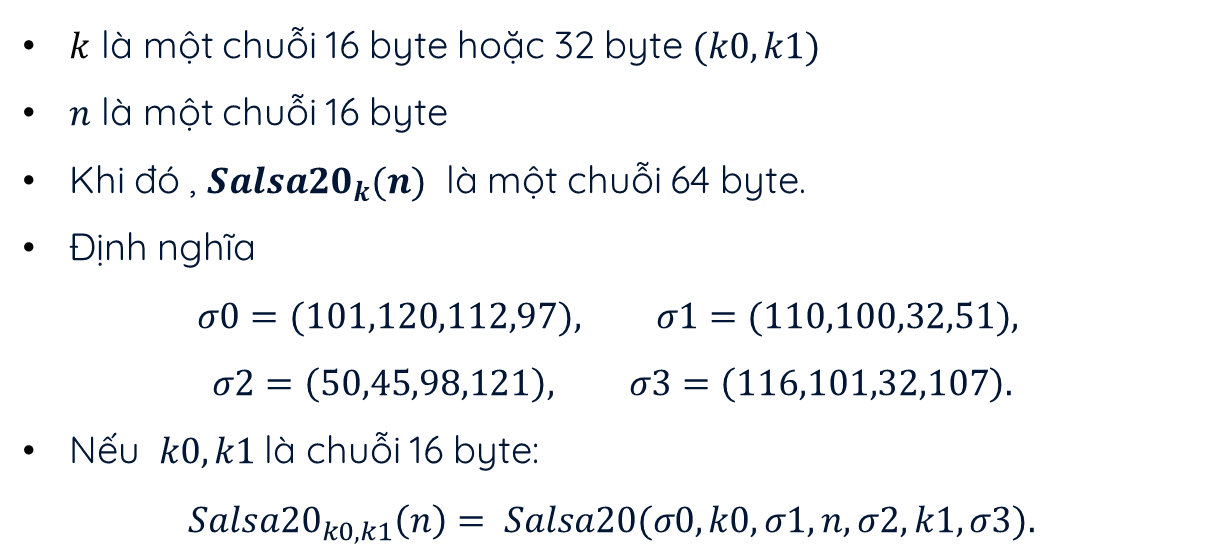 • k là một chuỗi 16 byte hoặc 32 byte (k0, k1)
• n là một chuỗi 16 byte
• Khi đó , Salsa20ₖ(n) là một chuỗi 64 byte.
• Định nghĩa
σ0 = (101,120,112,97), σ1 = (110,100,32,51),
σ2 = (50,45,98,121), σ3 = (116,101,32,107).
• Nếu k0, k1 là chuỗi 16 byte:
Salsa20ₖ₀,ₖ₁(n) = Salsa20(σ0, k0, σ1, n, σ2, k1, σ3).